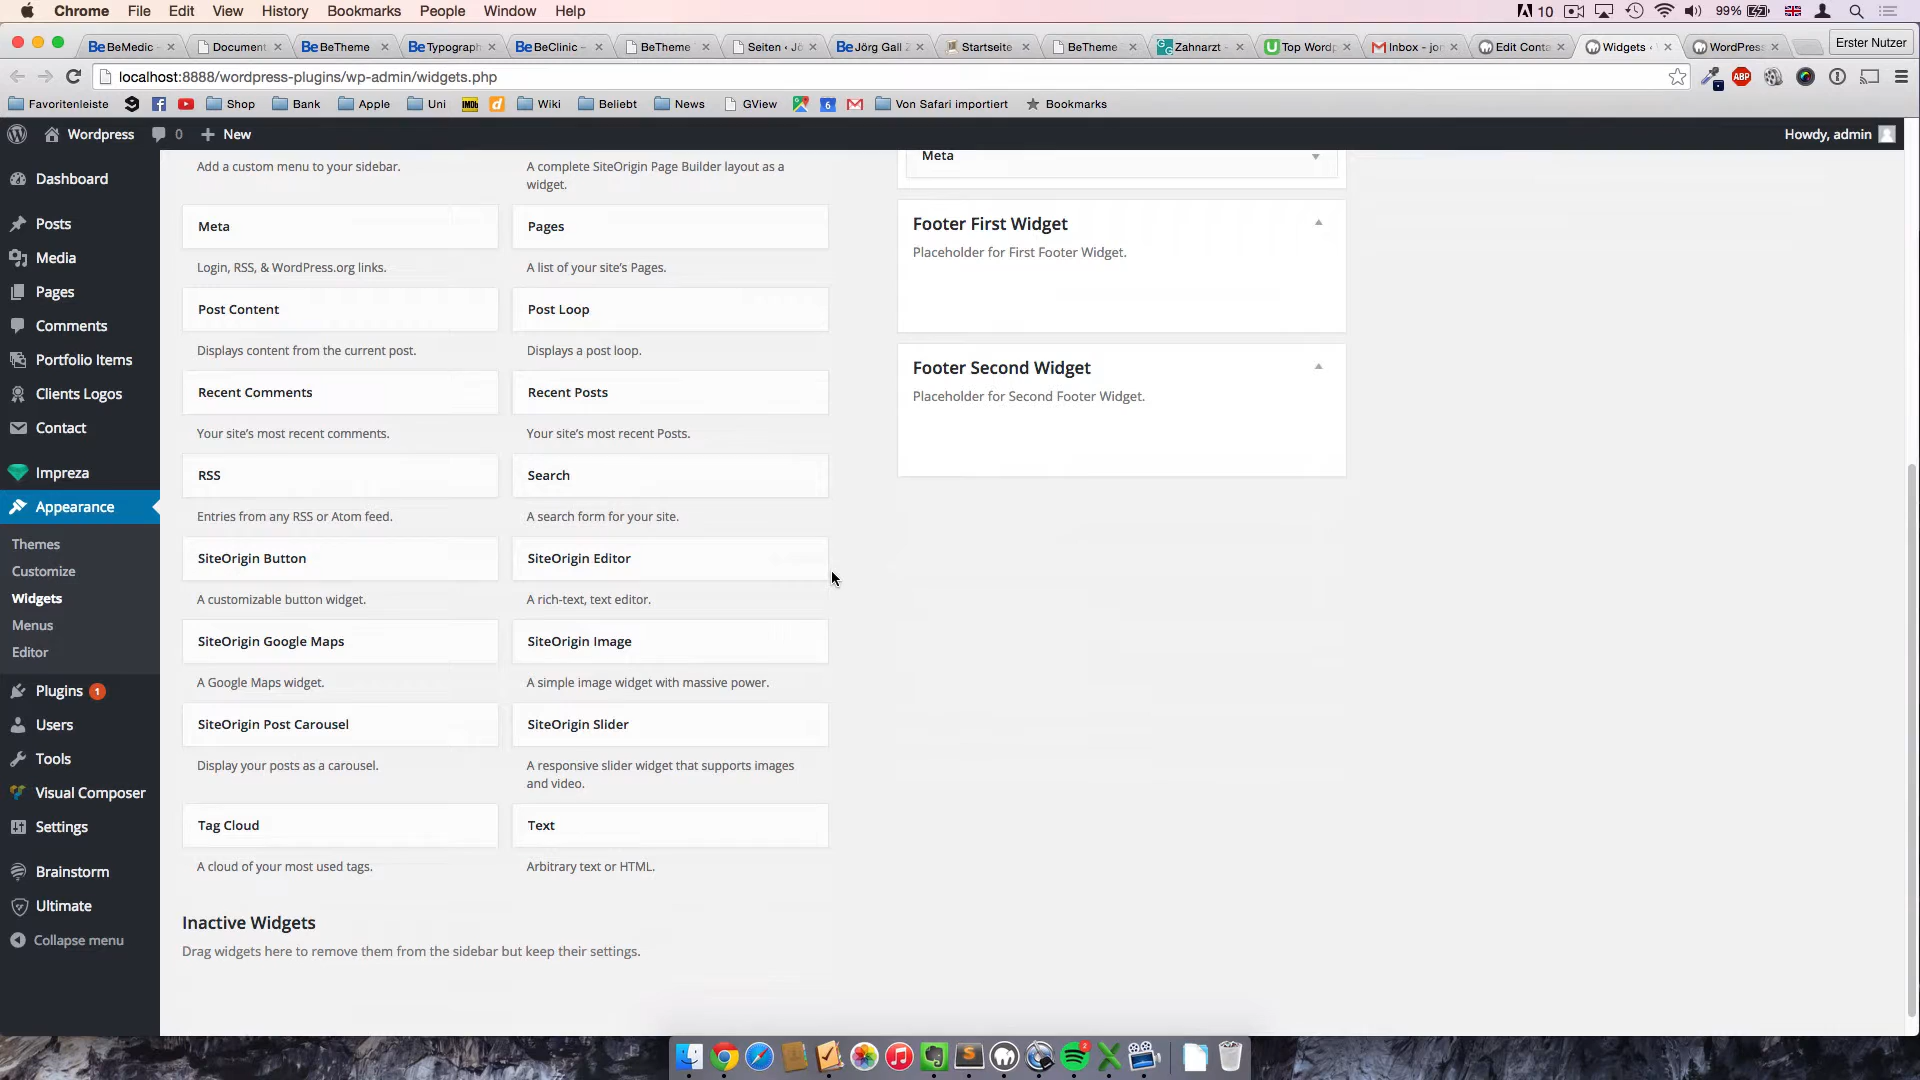 Chrome File Edit View History Bookmarks People Window Help 10 99%
BeMedic Document BeTheme Typograph BeClinic - BeTheme Seiten ‹ Jö Jörg Gall Startseite BeTheme Zahnarzt - Top Wordp Inbox - jon Edit Conta Widgets ‹ WordPress Erster Nutzer
localhost:8888/wordpress-plugins/wp-admin/widgets.php ABP
Favoritenleiste Shop Bank Apple Uni IMDb d Wiki Beliebt News GView 6 Von Safari importiert Bookmarks
Wordpress 0 New Howdy, admin
Dashboard
Posts
Media
Pages
Comments
Portfolio Items
Clients Logos
Contact
Impreza
Appearance
Themes
Customize
Widgets
Menus
Editor
Plugins 1
Users
Tools
Visual Composer
Settings
Brainstorm
Ultimate
Collapse menu
Add a custom menu to your sidebar.
A complete SiteOrigin Page Builder layout as a
widget.
Meta
Pages
Login, RSS, & WordPress.org links.
A list of your site's Pages.
Post Content
Post Loop
Displays content from the current post.
Displays a post loop.
Recent Comments
Recent Posts
Your site's most recent comments.
Your site's most recent Posts.
RSS
Search
Entries from any RSS or Atom feed.
A search form for your site.
SiteOrigin Button
SiteOrigin Editor
A customizable button widget.
A rich-text, text editor.
SiteOrigin Google Maps
SiteOrigin Image
A Google Maps widget.
A simple image widget with massive power.
SiteOrigin Post Carousel
SiteOrigin Slider
Display your posts as a carousel.
A responsive slider widget that supports images
and video.
Tag Cloud
Text
A cloud of your most used tags.
Arbitrary text or HTML.
Inactive Widgets
Drag widgets here to remove them from the sidebar but keep their settings.
Meta
Footer First Widget
Placeholder for First Footer Widget.
Footer Second Widget
Placeholder for Second Footer Widget.
2